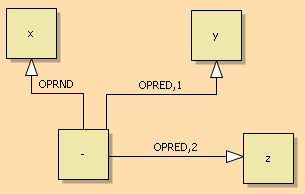 x
y
OPRND
OPRED,1
-
OPRED,2
z